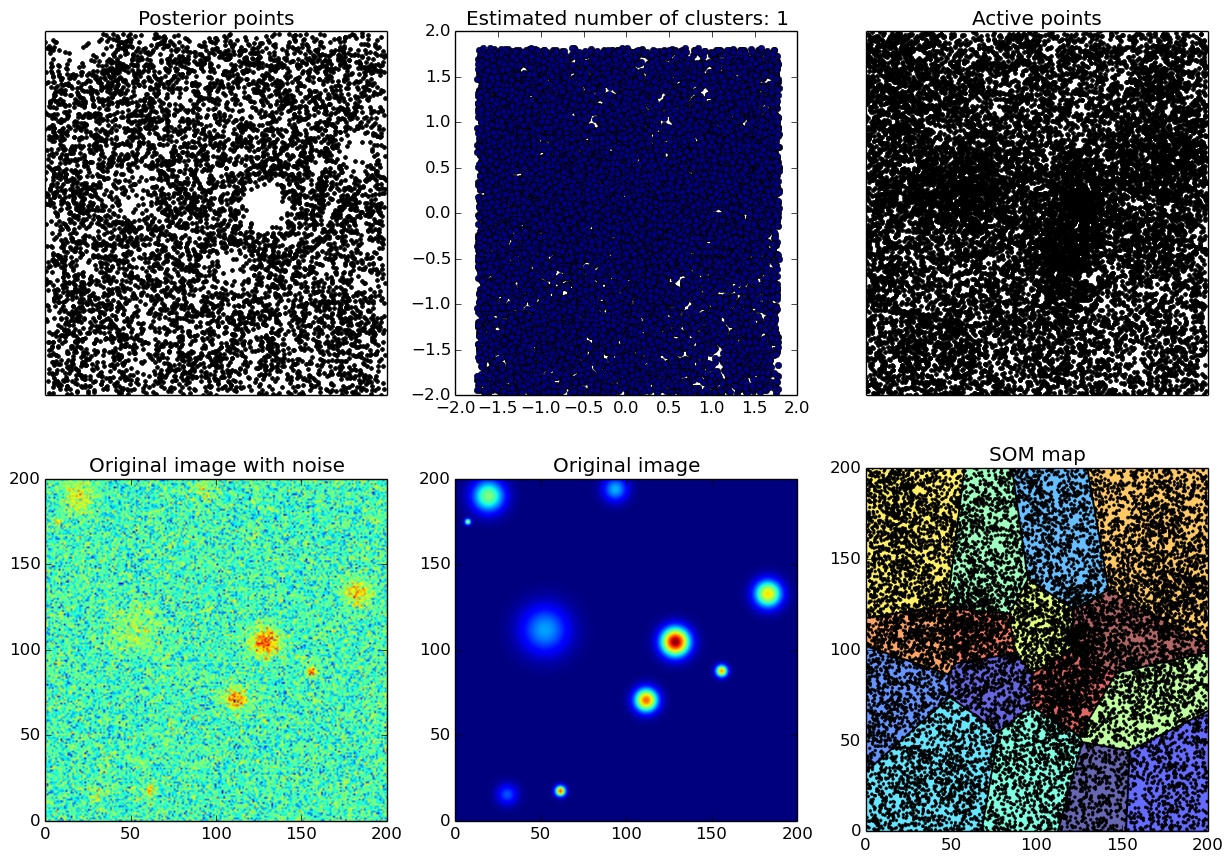 Posterior points
Estimated number of clusters: 1
Active points
2.0
1.5
1.0
0.5
0.0
−0.5
−1.0
−1.5
−2.0
−2.0 −1.5 −1.0 −0.5 0.0 0.5 1.0 1.5 2.0
Original image with noise
Original image
SOM map
200
150
100
50
0
0 50 100 150 200
200
150
100
50
0
0 50 100 150 200
200
150
100
50
0
0 50 100 150 200